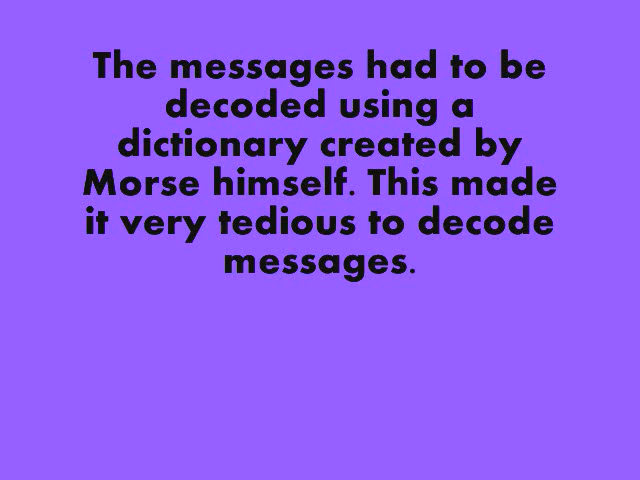 The messages had to be
decoded using a
dictionary created by
Morse himself. This made
it very tedious to decode
messages.